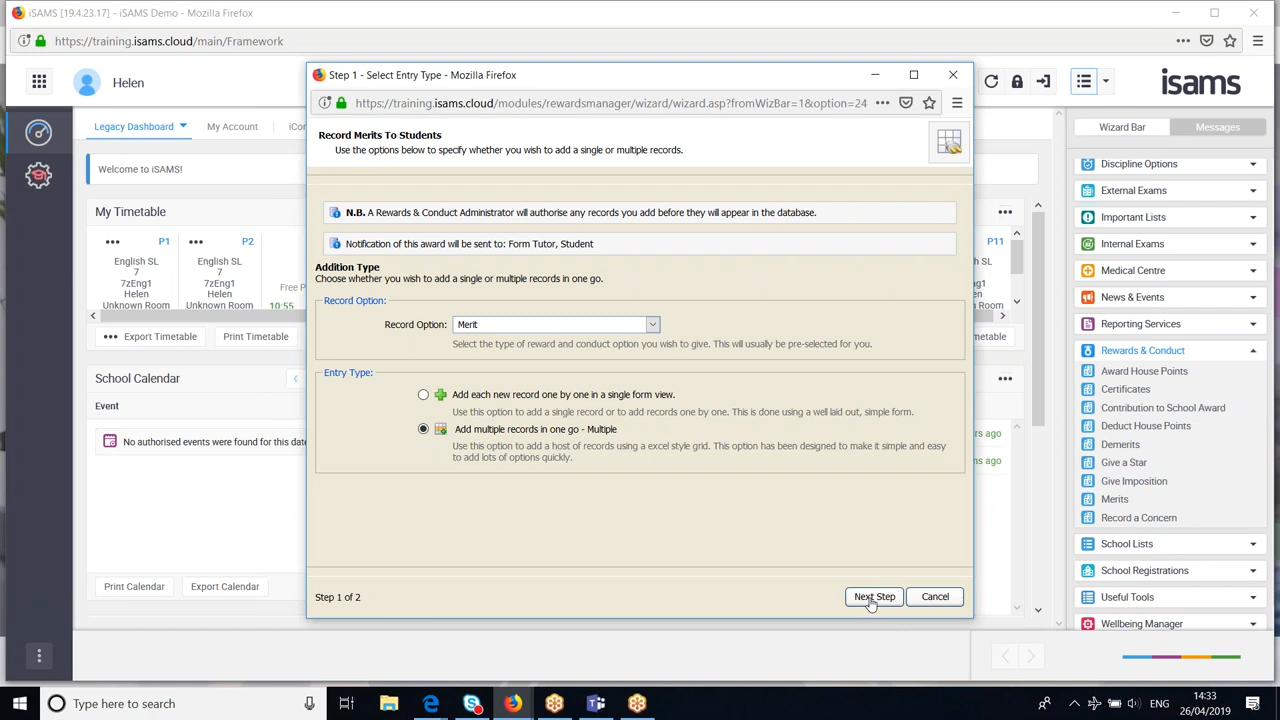 iSAMS [19.4.23.17] - iSAMS Demo - Mozilla Firefox
https://training.isams.cloud/main/Framework
Helen
isams
Legacy Dashboard
My Account
Welcome to iSAMS!
My Timetable
P1
English SL
7
7zEng1
Helen
Unknown Room
P2
English SL
7
7zEng1
Helen
Unknown Room
Free P
10:55
P11
Export Timetable
Print Timetable
School Calendar
Event
No authorised events were found for this date
Print Calendar
Export Calendar
Step 1 - Select Entry Type - Mozilla Firefox
https://training.isams.cloud/modules/rewardsmanager/wizard/wizard.asp?fromWizBar=1&option=24
Record Merits To Students
Use the options below to specify whether you wish to add a single or multiple records.
N.B. A Rewards & Conduct Administrator will authorise any records you add before they will appear in the database.
Notification of this award will be sent to: Form Tutor, Student
Addition Type
Choose whether you wish to add a single or multiple records in one go.
Record Option:
Record Option: Merit
Select the type of reward and conduct option you wish to give. This will usually be pre-selected for you.
Entry Type:
Add each new record one by one in a single form view.
Use this option to add a single record or to add records one by one. This is done using a well laid out, simple form.
Add multiple records in one go - Multiple
Use this option to add a host of records using a excel style grid. This option has been designed to make it simple and easy
to add lots of options quickly.
Step 1 of 2
Next Step
Cancel
Wizard Bar
Messages
Discipline Options
External Exams
Important Lists
Internal Exams
Medical Centre
News & Events
Reporting Services
Rewards & Conduct
Award House Points
Certificates
Contribution to School Award
Deduct House Points
Demerits
Give a Star
Give Imposition
Merits
Record a Concern
School Lists
School Registrations
Useful Tools
Wellbeing Manager
Type here to search
ENG
14:33
26/04/2019